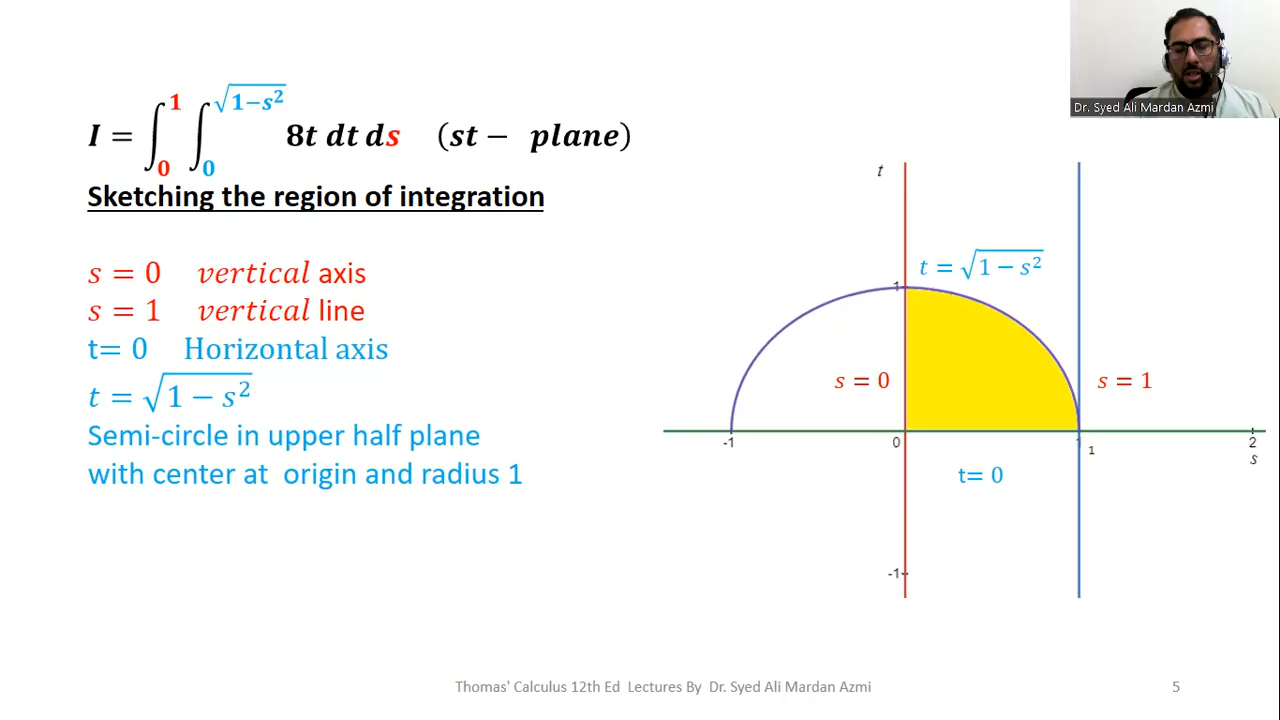 Dr. Syed Ali Mardan Azmi
I = ∫₀¹ ∫₀^√(1−s²) 8t dt ds (st − plane)
Sketching the region of integration
s = 0 vertical axis
s = 1 vertical line
t= 0 Horizontal axis
t = √(1 − s²)
Semi-circle in upper half plane
with center at origin and radius 1
t
t = √(1 − s²)
1
s = 0
s = 1
-1
0
1
2
s
t= 0
-1
Thomas' Calculus 12th Ed Lectures By Dr. Syed Ali Mardan Azmi
5